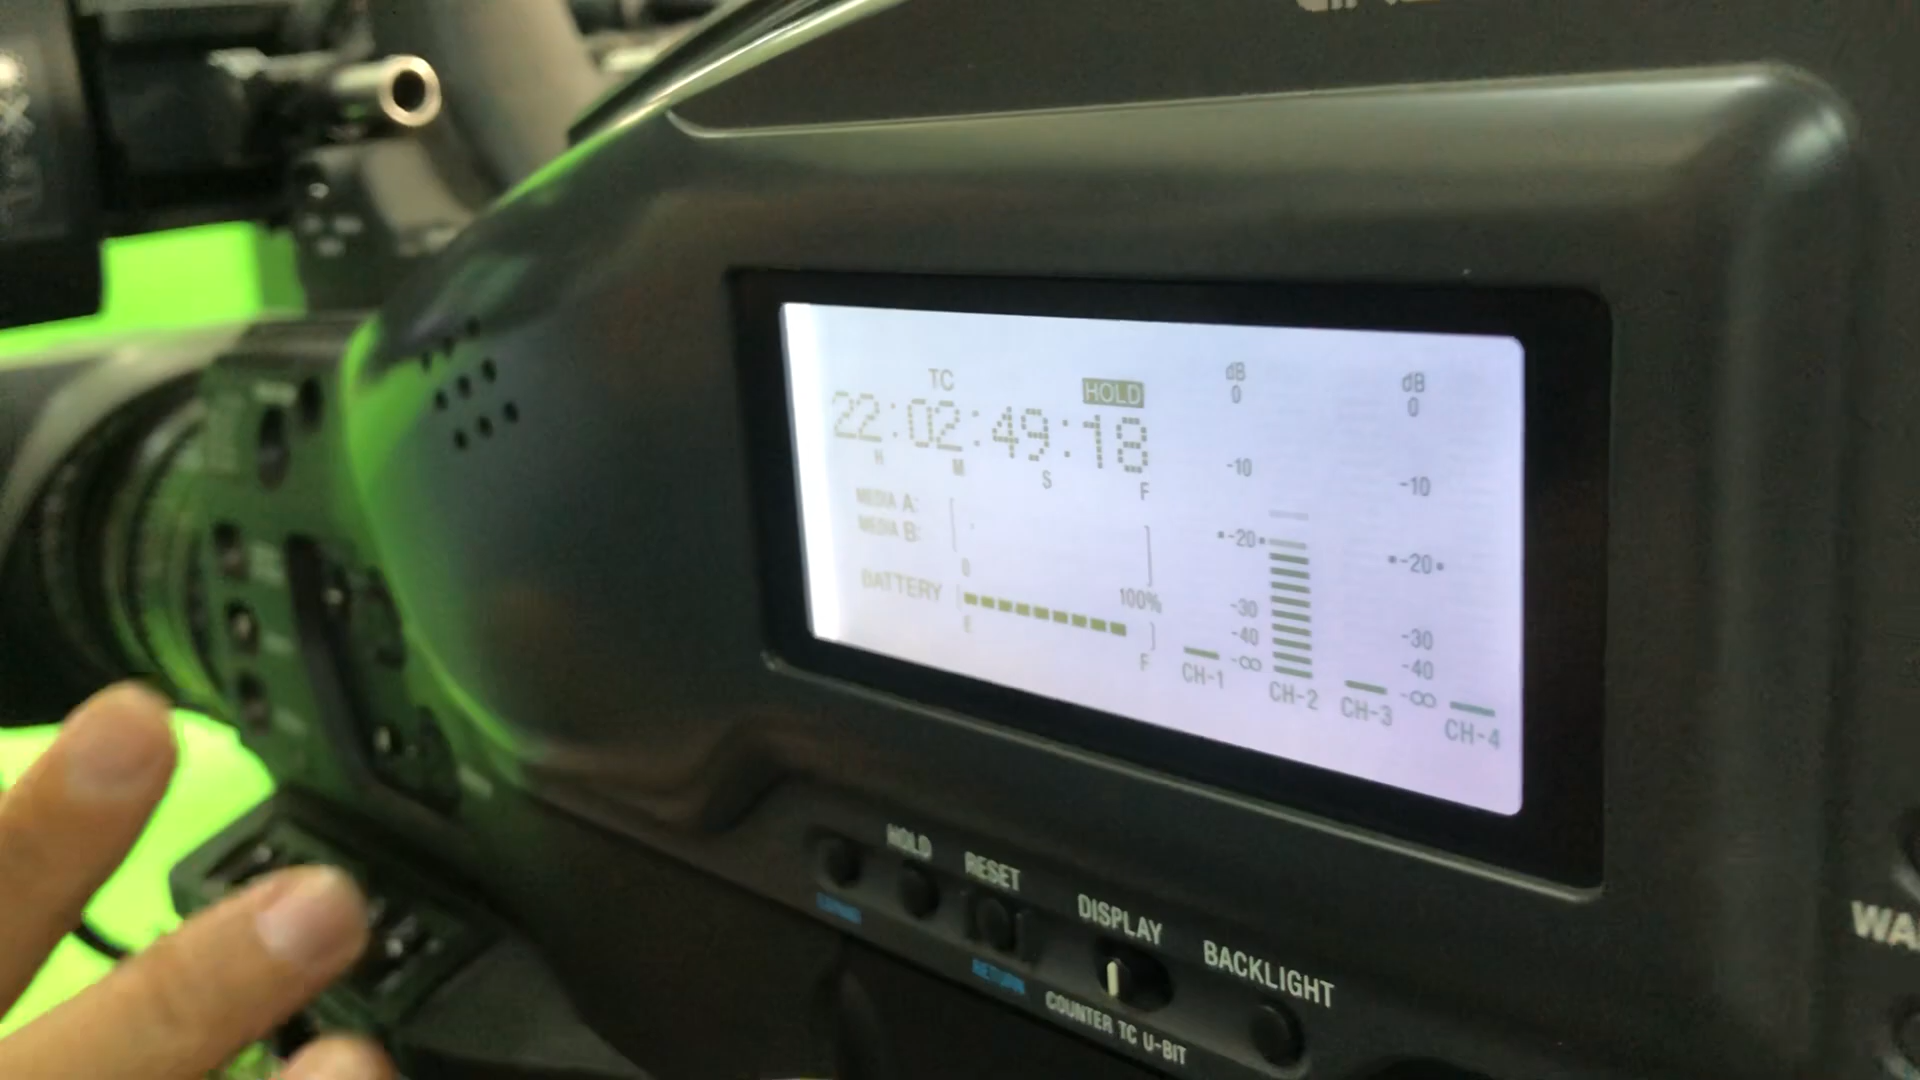 TC HOLD
22:02:49:18
H M S F
MEDIA A:
MEDIA B:
0 100%
BATTERY
E F
dB
0
-10
-20
-30
-40
-∞
dB
0
-10
-20
-30
-40
-∞
CH-1
CH-2
CH-3
CH-4
HOLD
RESET
DISPLAY
BACKLIGHT
RETURN
COUNTER TC U-BIT
WA